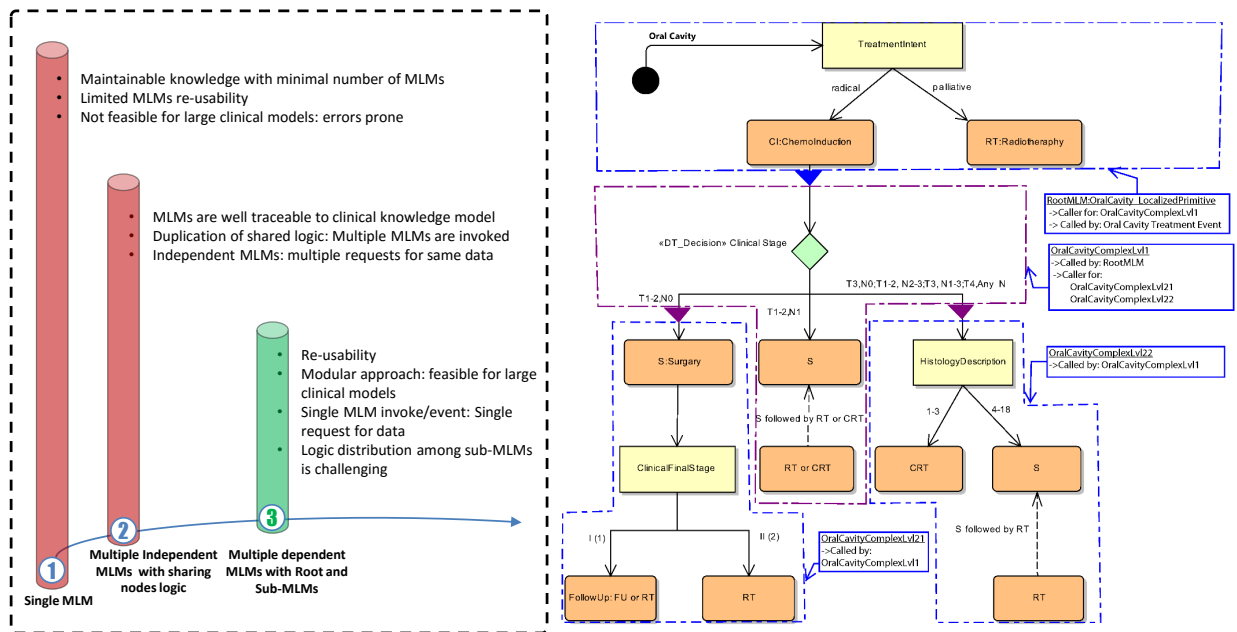 • Maintainable knowledge with minimal number of MLMs
• Limited MLMs re-usability
• Not feasible for large clinical models: errors prone
• MLMs are well traceable to clinical knowledge model
• Duplication of shared logic: Multiple MLMs are invoked
• Independent MLMs: multiple requests for same data
• Re-usability
• Modular approach: feasible for large
clinical models
• Single MLM invoke/event: Single
request for data
• Logic distribution among sub-MLMs
is challenging
1
2
3
Single MLM
Multiple Independent
MLMs with sharing
nodes logic
Multiple dependent
MLMs with Root and
Sub-MLMs
Oral Cavity
TreatmentIntent
radical
palliative
CI:ChemoInduction
RT:Radiotheraphy
RootMLM:OralCavity_LocalizedPrimitive
->Caller for: OralCavityComplexLvl1
-> Called by: Oral Cavity Treatment Event
«DT_Decision» Clinical Stage
OralCavityComplexLvl1
->Called by: RootMLM
->Caller for:
OralCavityComplexLvl21
OralCavityComplexLvl22
T1-2,N0
T1-2,N1
T3,N0;T1-2, N2-3;T3, N1-3;T4,Any N
S:Surgary
S
HistologyDescription
OralCavityComplexLvl22
->Called by: OralCavityComplexLvl1
1-3
4-18
S followed by RT or CRT
ClinicalFinalStage
RT or CRT
CRT
S
S followed by RT
I (1)
II (2)
OralCavityComplexLvl21
->Called by:
OralCavityComplexLvl1
FollowUp: FU or RT
RT
RT